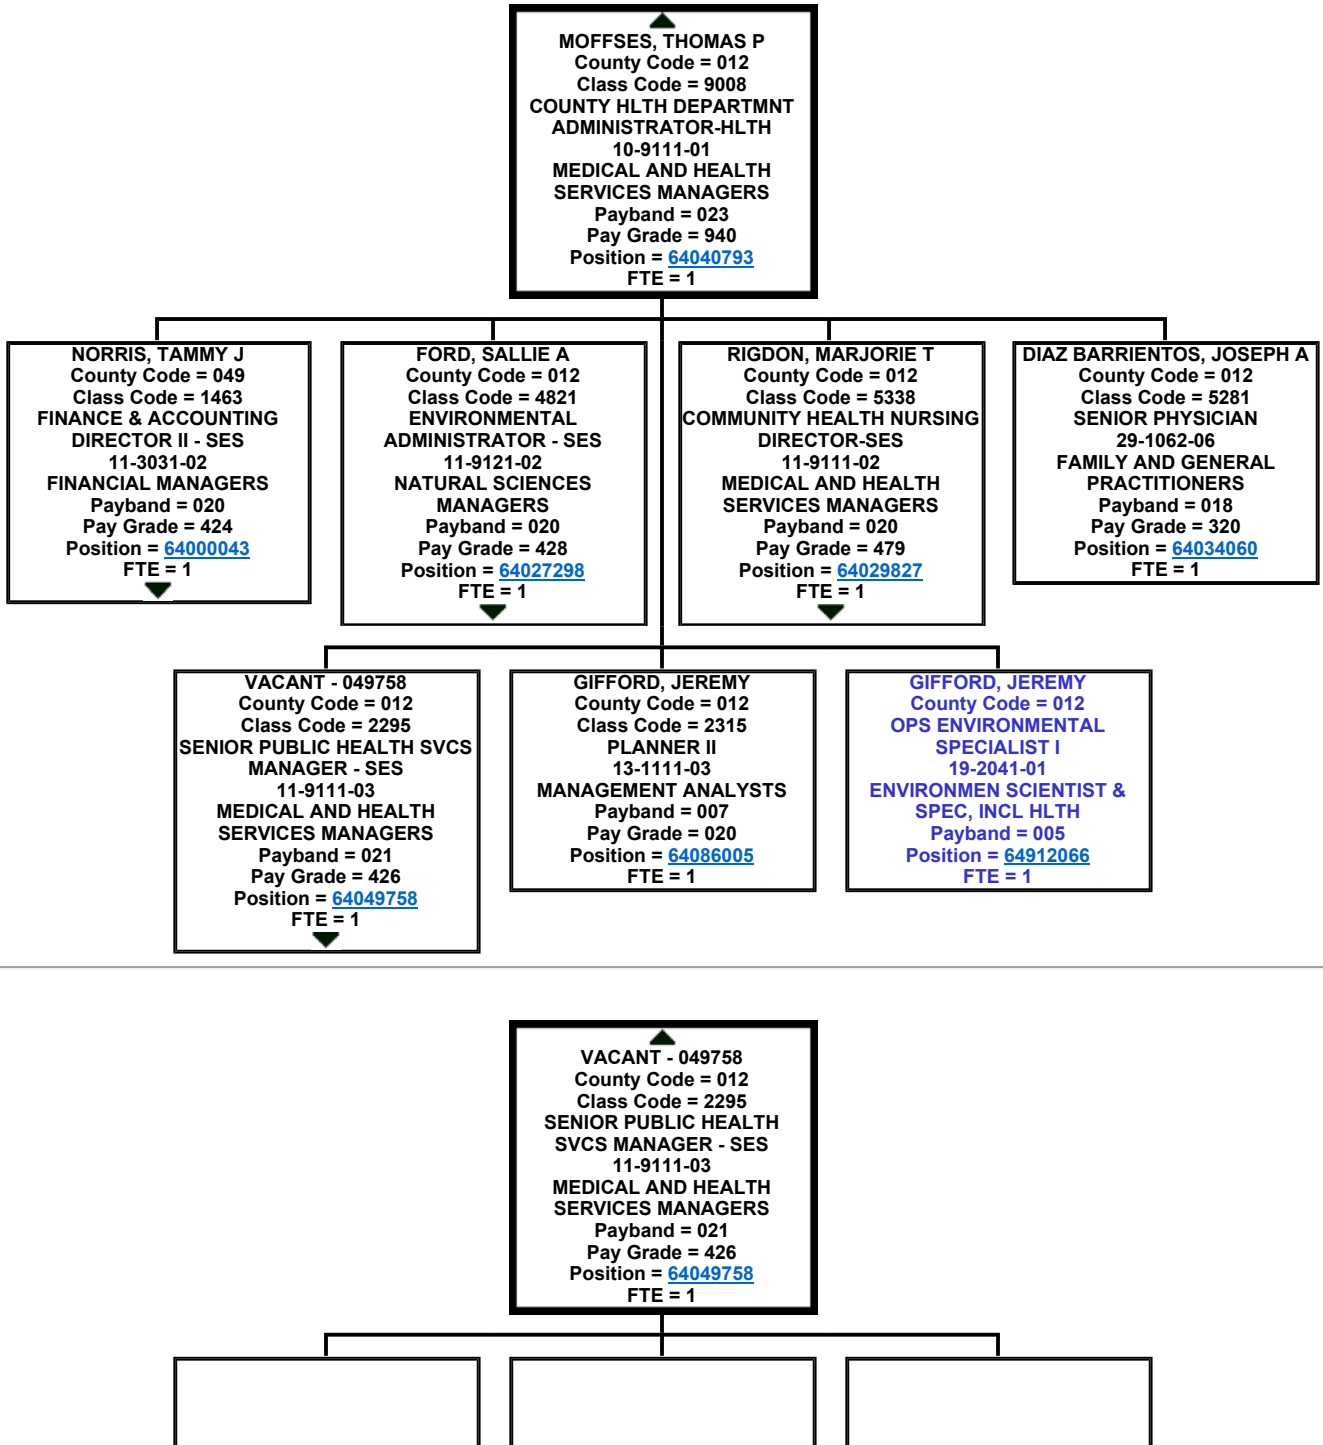 MOFFSES, THOMAS P
County Code = 012
Class Code = 9008
COUNTY HLTH DEPARTMNT
ADMINISTRATOR-HLTH
10-9111-01
MEDICAL AND HEALTH
SERVICES MANAGERS
Payband = 023
Pay Grade = 940
Position = 64040793
FTE = 1
NORRIS, TAMMY J
County Code = 049
Class Code = 1463
FINANCE & ACCOUNTING
DIRECTOR II - SES
11-3031-02
FINANCIAL MANAGERS
Payband = 020
Pay Grade = 424
Position = 64000043
FTE = 1
FORD, SALLIE A
County Code = 012
Class Code = 4821
ENVIRONMENTAL
ADMINISTRATOR - SES
11-9121-02
NATURAL SCIENCES
MANAGERS
Payband = 020
Pay Grade = 428
Position = 64027298
FTE = 1
RIGDON, MARJORIE T
County Code = 012
Class Code = 5338
COMMUNITY HEALTH NURSING
DIRECTOR-SES
11-9111-02
MEDICAL AND HEALTH
SERVICES MANAGERS
Payband = 020
Pay Grade = 479
Position = 64029827
FTE = 1
DIAZ BARRIENTOS, JOSEPH A
County Code = 012
Class Code = 5281
SENIOR PHYSICIAN
29-1062-06
FAMILY AND GENERAL
PRACTITIONERS
Payband = 018
Pay Grade = 320
Position = 64034060
FTE = 1
VACANT - 049758
County Code = 012
Class Code = 2295
SENIOR PUBLIC HEALTH SVCS
MANAGER - SES
11-9111-03
MEDICAL AND HEALTH
SERVICES MANAGERS
Payband = 021
Pay Grade = 426
Position = 64049758
FTE = 1
GIFFORD, JEREMY
County Code = 012
Class Code = 2315
PLANNER II
13-1111-03
MANAGEMENT ANALYSTS
Payband = 007
Pay Grade = 020
Position = 64086005
FTE = 1
GIFFORD, JEREMY
County Code = 012
OPS ENVIRONMENTAL
SPECIALIST I
19-2041-01
ENVIRONMEN SCIENTIST &
SPEC, INCL HLTH
Payband = 005
Position = 64912066
FTE = 1
VACANT - 049758
County Code = 012
Class Code = 2295
SENIOR PUBLIC HEALTH
SVCS MANAGER - SES
11-9111-03
MEDICAL AND HEALTH
SERVICES MANAGERS
Payband = 021
Pay Grade = 426
Position = 64049758
FTE = 1